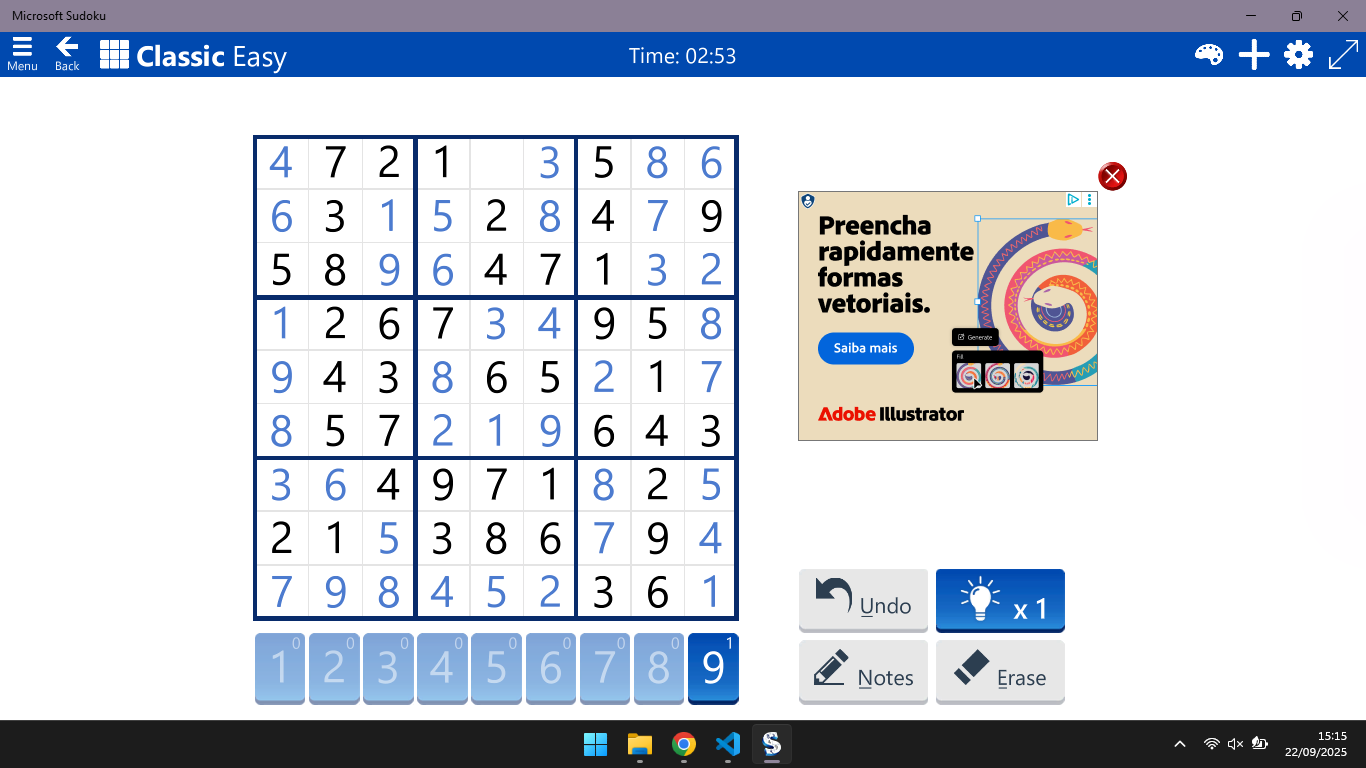 Microsoft Sudoku
Menu
Back
Classic Easy
Time: 02:53
4 7 2 1 3 5 8 6
6 3 1 5 2 8 4 7 9
5 8 9 6 4 7 1 3 2
1 2 6 7 3 4 9 5 8
9 4 3 8 6 5 2 1 7
8 5 7 2 1 9 6 4 3
3 6 4 9 7 1 8 2 5
2 1 5 3 8 6 7 9 4
7 9 8 4 5 2 3 6 1
1 0 2 0 3 0 4 0 5 0 6 0 7 0 8 0 9 1
Preencha
rapidamente
formas
vetoriais.
Saiba mais
Generate
Fill
Adobe Illustrator
Undo
x 1
Notes
Erase
15:15
22/09/2025